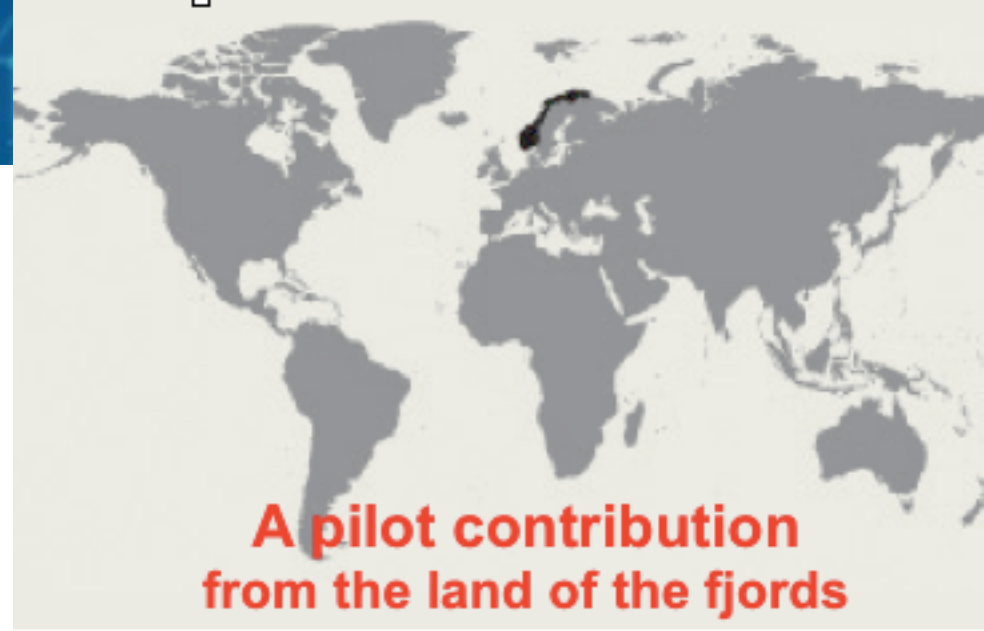 A pilot contribution
from the land of the fjords